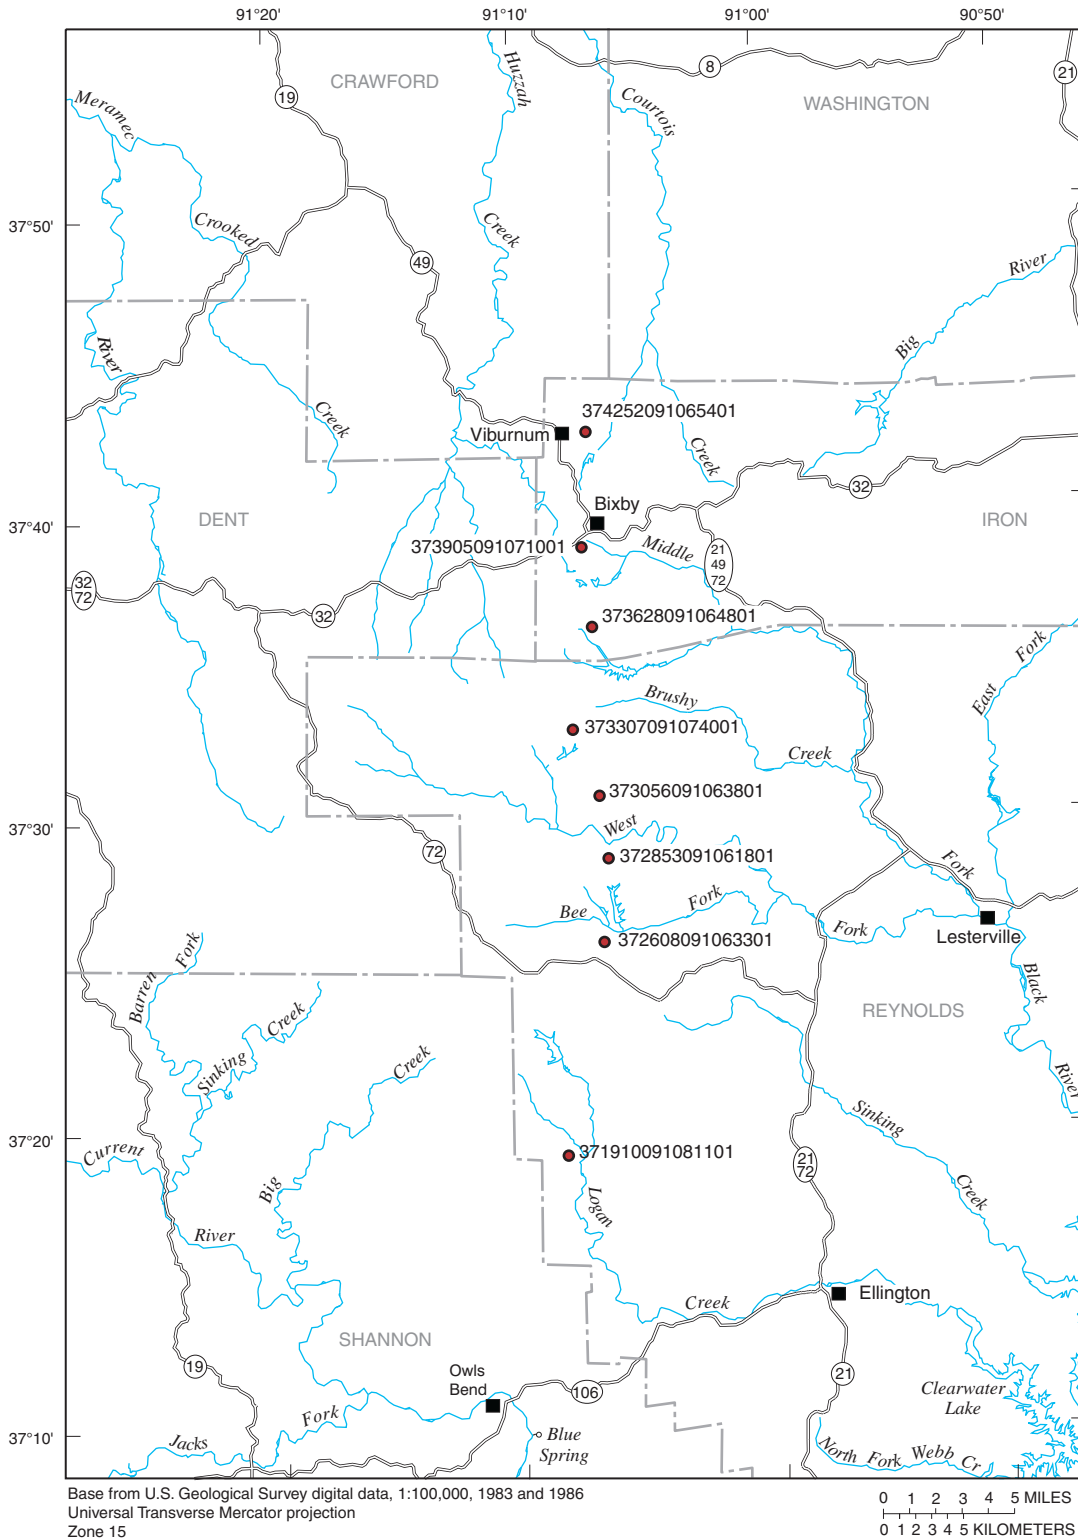 91°20'
91°10'
91°00'
90°50'
8
21
CRAWFORD
Huzzah
WASHINGTON
19
Courtois
Meramec
37°50'
Crooked
Creek
49
River
Big
River
Creek
374252091065401
Viburnum
Creek
32
Bixby
DENT
IRON
37°40'
373905091071001
Middle
21
49
72
32
72
32
373628091064801
Fork
East
Brushy
373307091074001
Creek
373056091063801
37°30'
West
72
372853091061801
Fork
Bee
Fork
Fork
372608091063301
Lesterville
Fork
Barren
Black
REYNOLDS
Creek
Sinking
Creek
River
Sinking
37°20'
Current
371910091081101
21
72
Creek
Big
Logan
River
Creek
Ellington
SHANNON
19
Owls
Bend
106
21
Clearwater
Lake
Fork
Jacks
37°10'
Blue
Spring
North Fork Webb Cr
Base from U.S. Geological Survey digital data, 1:100,000, 1983 and 1986
Universal Transverse Mercator projection
Zone 15
0 1 2 3 4 5 MILES
0 1 2 3 4 5 KILOMETERS